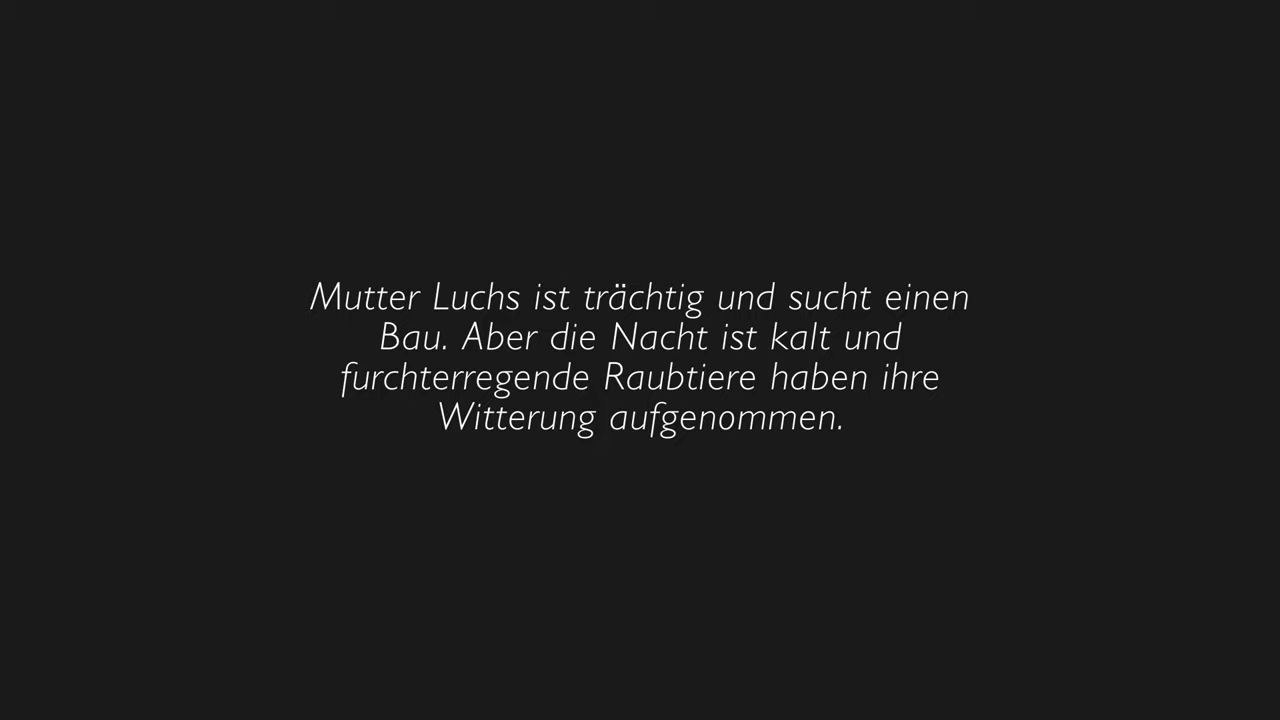 Mutter Luchs ist trächtig und sucht einen
Bau. Aber die Nacht ist kalt und
furchterregende Raubtiere haben ihre
Witterung aufgenommen.